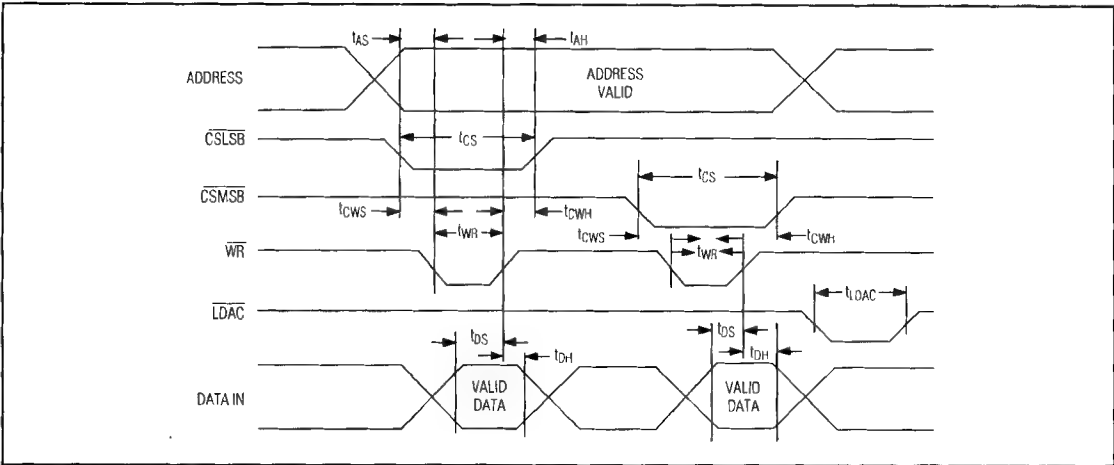 tAS
tAH
ADDRESS
ADDRESS
VALID
CSLSB
tCS
CSMSB
tCS
tCWS
tCWH
tWR
tCWS
tCWH
WR
tWR
LDAC
tLDAC
tDS
tDH
tDS
tDH
DATA IN
VALID
DATA
VALID
DATA